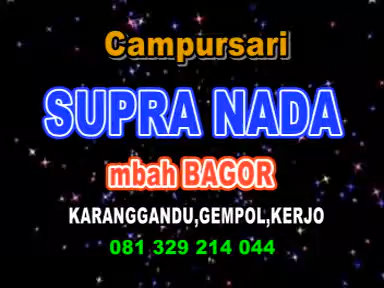 Campursari
SUPRA NADA
mbah BAGOR
KARANGGANDU,GEMPOL,KERJO
081 329 214 044